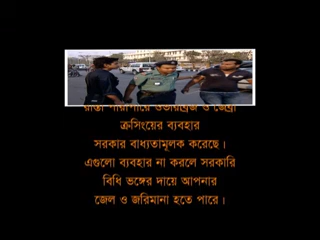 রাস্তা পারাপারে ওভারব্রিজ ও জেব্রা
ক্রসিংয়ের ব্যবহার
সরকার বাধ্যতামূলক করেছে।
এগুলো ব্যবহার না করলে সরকারি
বিধি ভঙ্গের দায়ে আপনার
জেল ও জরিমানা হতে পারে।